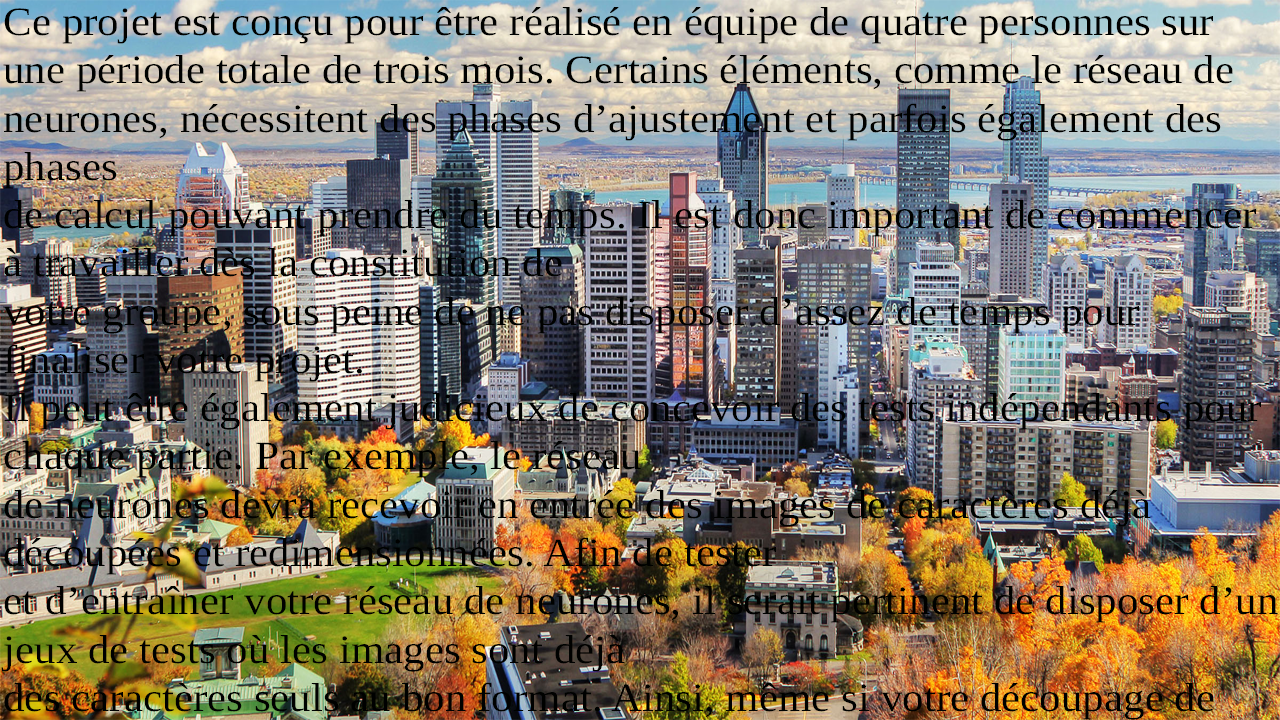 Ce projet est conçu pour être réalisé en équipe de quatre personnes sur
une période totale de trois mois. Certains éléments, comme le réseau de
neurones, nécessitent des phases d’ajustement et parfois également des
phases
de calcul pouvant prendre du temps. Il est donc important de commencer
à travailler dès la constitution de
votre groupe, sous peine de ne pas disposer d’assez de temps pour
finaliser votre projet.
Il peut être également judicieux de concevoir des tests indépendants pour
chaque partie. Par exemple, le réseau
de neurones devra recevoir en entrée des images de caractères déjà
découpées et redimensionnées. Afin de tester
et d’entraîner votre réseau de neurones, il serait pertinent de disposer d’un
jeux de tests où les images sont déjà
des caractères seuls au bon format. Ainsi, même si votre découpage de